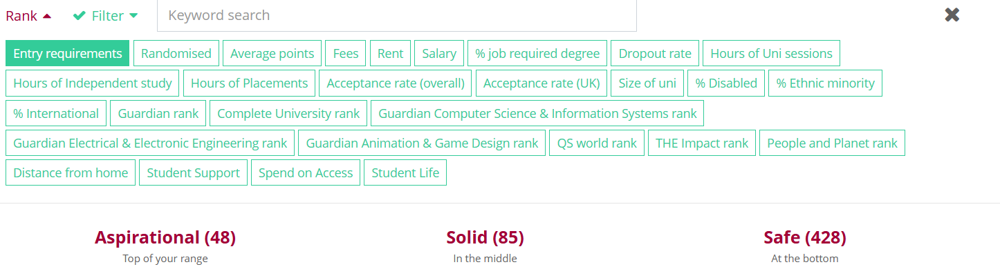 Rank Filter Keyword search
Entry requirements Randomised Average points Fees Rent Salary % job required degree Dropout rate Hours of Uni sessions
Hours of Independent study Hours of Placements Acceptance rate (overall) Acceptance rate (UK) Size of uni % Disabled % Ethnic minority
% International Guardian rank Complete University rank Guardian Computer Science & Information Systems rank
Guardian Electrical & Electronic Engineering rank Guardian Animation & Game Design rank QS world rank THE Impact rank People and Planet rank
Distance from home Student Support Spend on Access Student Life
Aspirational (48) Solid (85) Safe (428)
Top of your range In the middle At the bottom